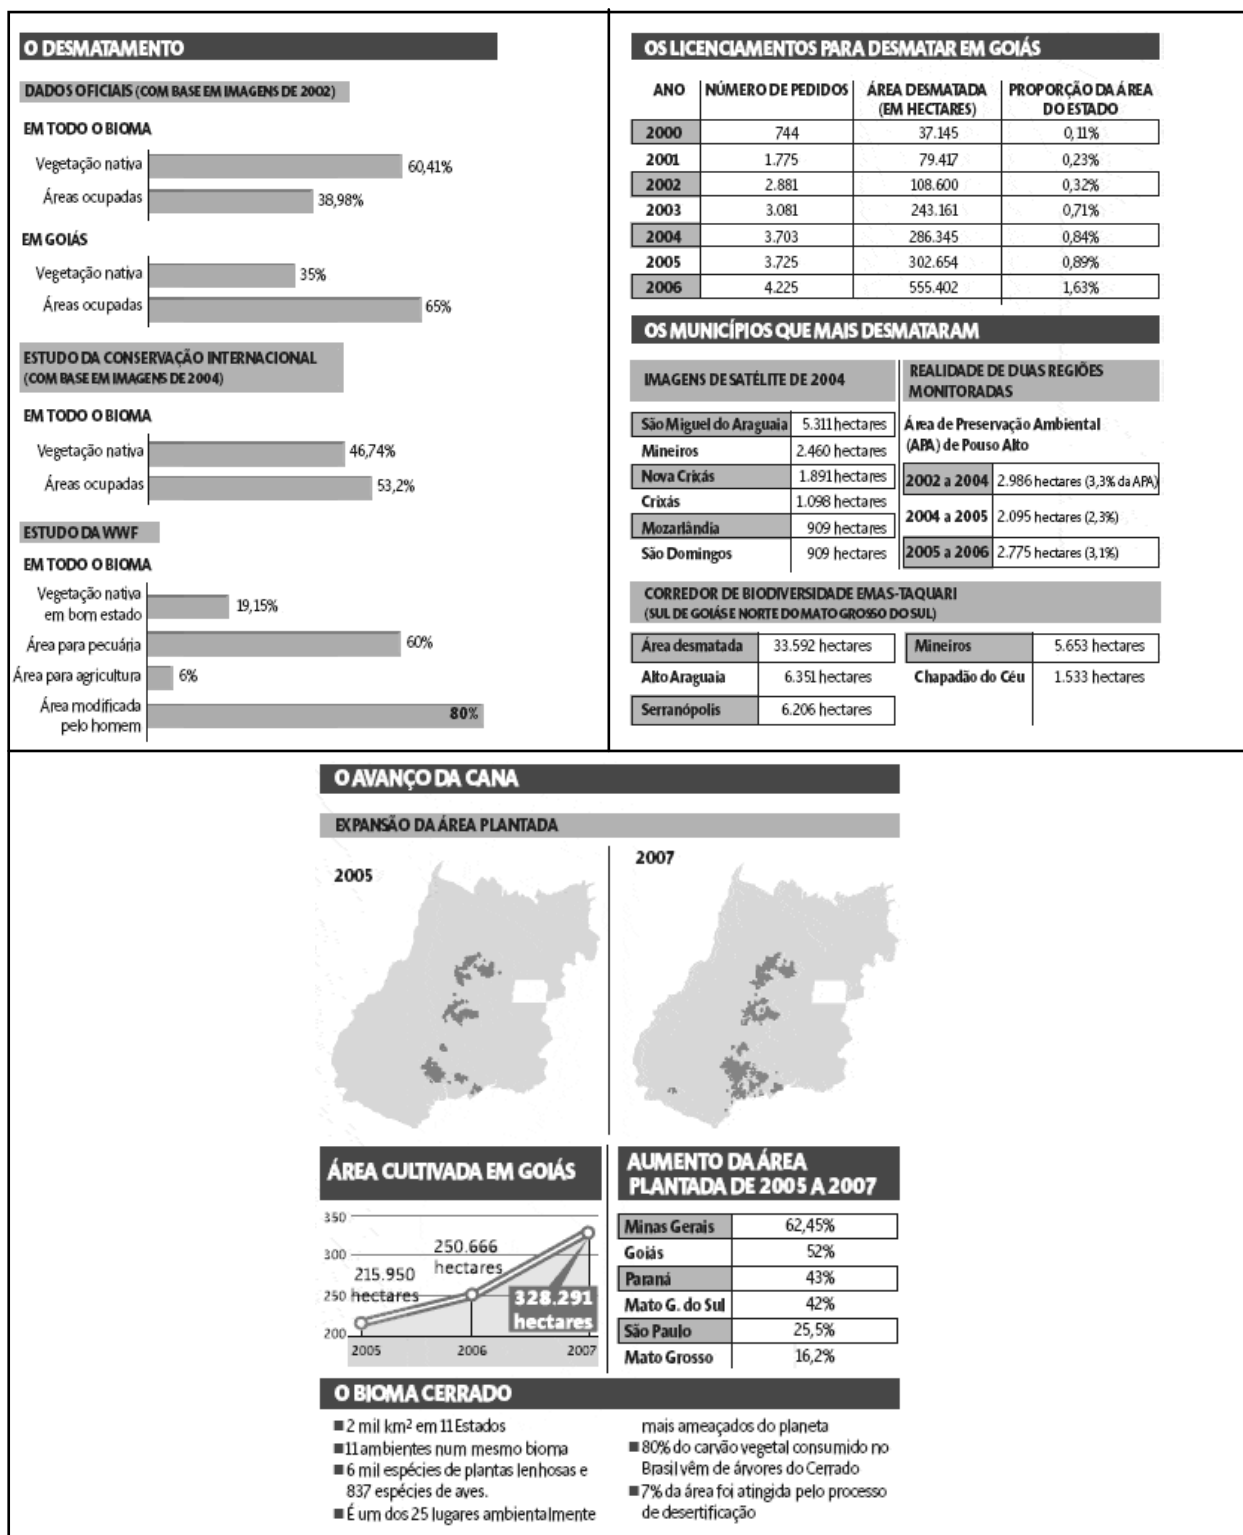 O DESMATAMENTO
DADOS OFICIAIS (COM BASE EM IMAGENS DE 2002)
EM TODO O BIOMA
Vegetação nativa 60,41%
Áreas ocupadas 38,98%
EM GOIÁS
Vegetação nativa 35%
Áreas ocupadas 65%
ESTUDO DA CONSERVAÇÃO INTERNACIONAL
(COM BASE EM IMAGENS DE 2004)
EM TODO O BIOMA
Vegetação nativa 46,74%
Áreas ocupadas 53,2%
ESTUDO DA WWF
EM TODO O BIOMA
Vegetação nativa
em bom estado 19,15%
Área para pecuária 60%
Área para agricultura 6%
Área modificada
pelo homem 80%
OS LICENCIAMENTOS PARA DESMATAR EM GOIÁS
ANO NÚMERO DE PEDIDOS ÁREA DESMATADA PROPORÇÃO DA ÁREA
(EM HECTARES) DO ESTADO
2000 744 37.145 0,11%
2001 1.775 79.417 0,23%
2002 2.881 108.600 0,32%
2003 3.081 243.161 0,71%
2004 3.703 286.345 0,84%
2005 3.725 302.654 0,89%
2006 4.225 555.402 1,63%
OS MUNICÍPIOS QUE MAIS DESMATARAM
IMAGENS DE SATÉLITE DE 2004
São Miguel do Araguaia 5.311 hectares
Mineiros 2.460 hectares
Nova Crixás 1.891 hectares
Crixás 1.098 hectares
Mozarlândia 909 hectares
São Domingos 909 hectares
REALIDADE DE DUAS REGIÕES
MONITORADAS
Área de Preservação Ambiental
(APA) de Pouso Alto
2002 a 2004 2.986 hectares (3,3% da APA)
2004 a 2005 2.095 hectares (2,3%)
2005 a 2006 2.775 hectares (3,1%)
CORREDOR DE BIODIVERSIDADE EMAS-TAQUARI
(SUL DE GOIÁS E NORTE DO MATO GROSSO DO SUL)
Área desmatada 33.592 hectares
Alto Araguaia 6.351 hectares
Serranópolis 6.206 hectares
Mineiros 5.653 hectares
Chapadão do Céu 1.533 hectares
O AVANÇO DA CANA
EXPANSÃO DA ÁREA PLANTADA
2005
2007
ÁREA CULTIVADA EM GOIÁS
350
300
250
200
215.950
hectares
250.666
hectares
328.291
hectares
2005 2006 2007
AUMENTO DA ÁREA
PLANTADA DE 2005 A 2007
Minas Gerais 62,45%
Goiás 52%
Paraná 43%
Mato G. do Sul 42%
São Paulo 25,5%
Mato Grosso 16,2%
O BIOMA CERRADO
■ 2 mil km² em 11 Estados
■ 11 ambientes num mesmo bioma
■ 6 mil espécies de plantas lenhosas e
837 espécies de aves.
■ É um dos 25 lugares ambientalmente
mais ameaçados do planeta
■ 80% do carvão vegetal consumido no
Brasil vêm de árvores do Cerrado
■ 7% da área foi atingida pelo processo
de desertificação